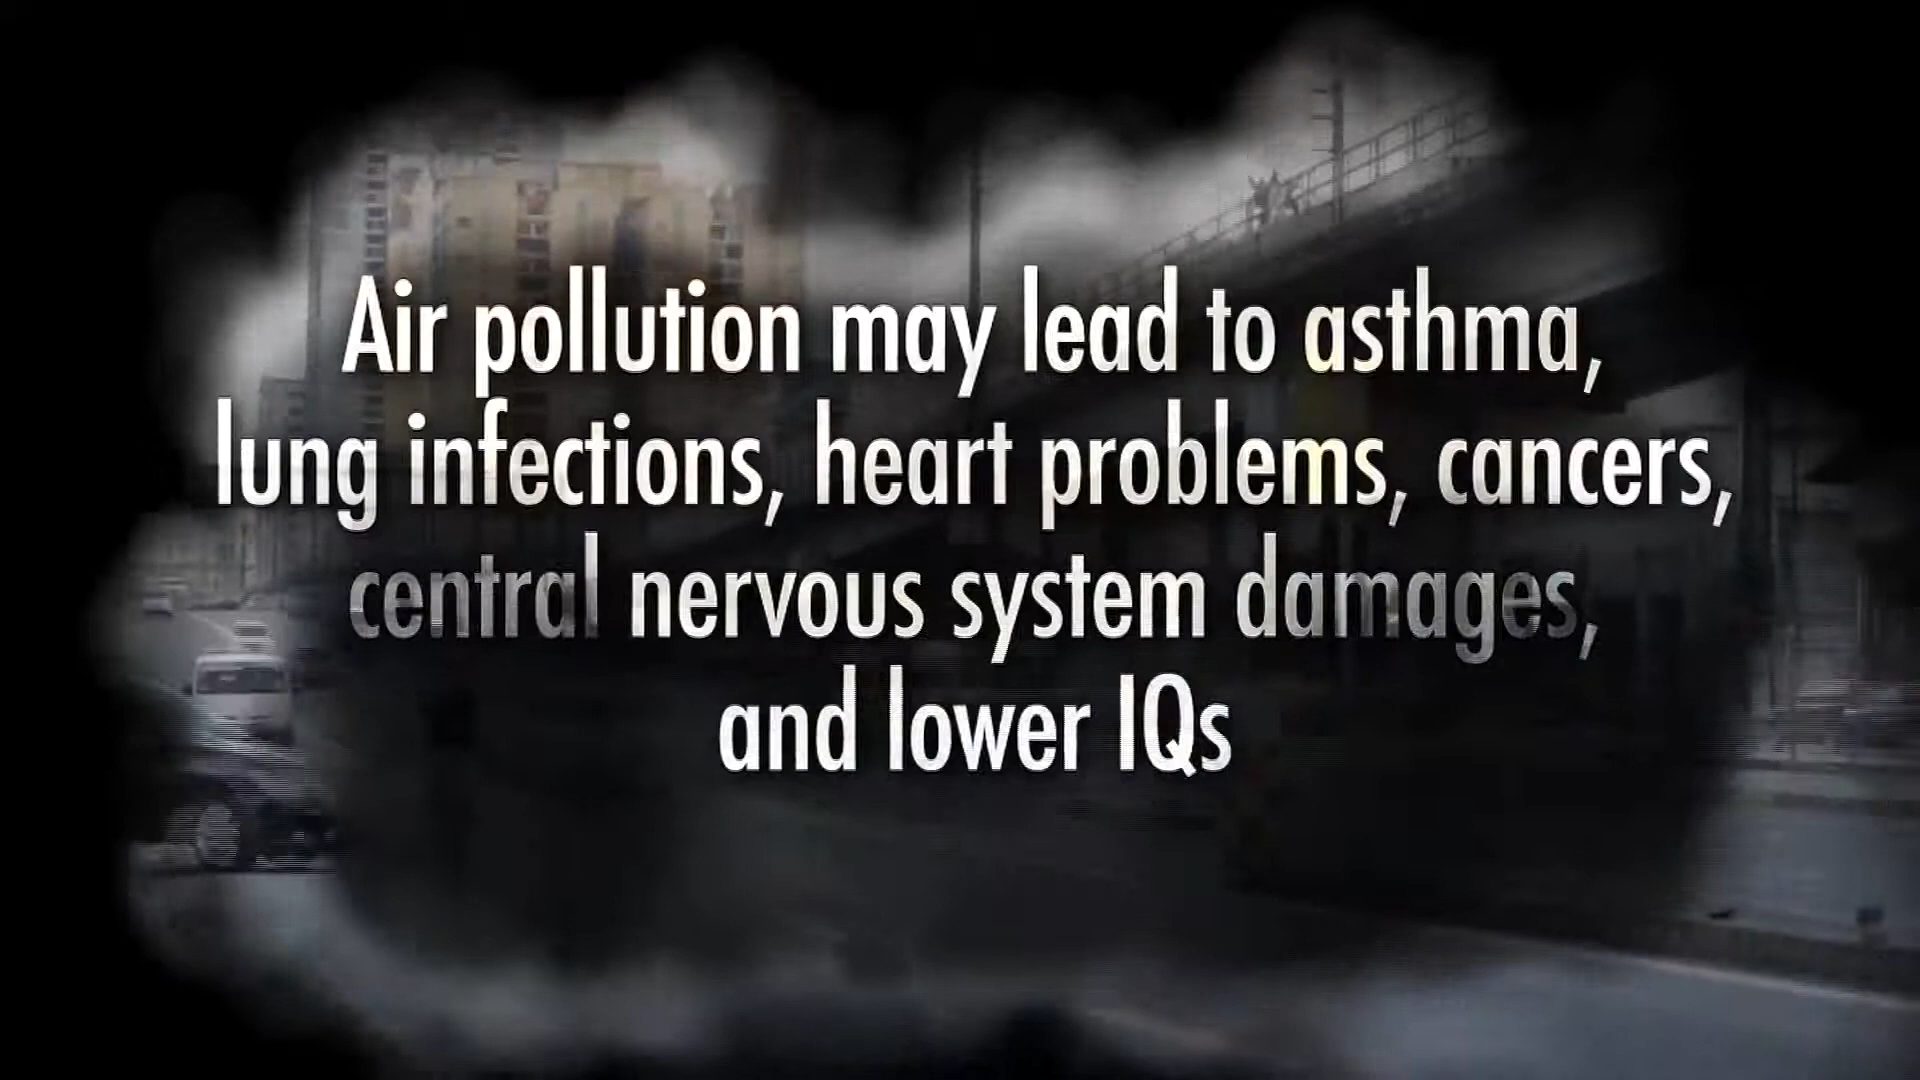 Air pollution may lead to asthma,
lung infections, heart problems, cancers,
central nervous system damages,
and lower IQs